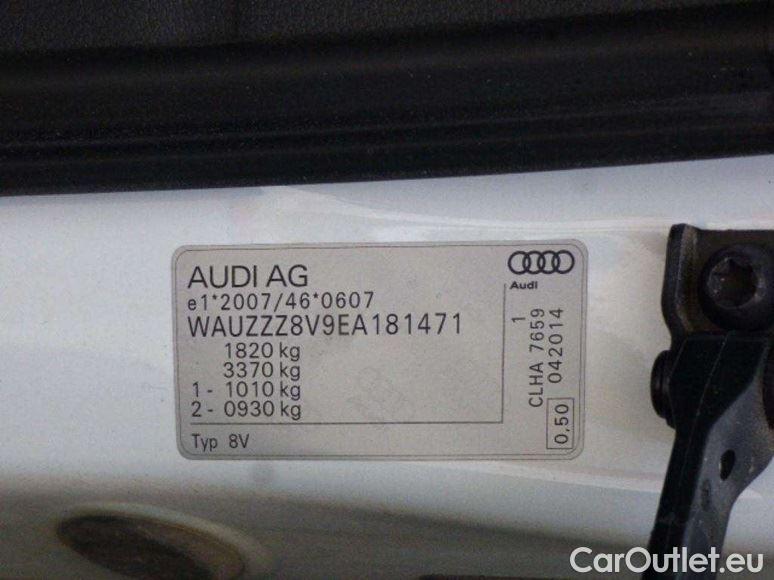 AUDI AG
e1*2007/46*0607
WAUZZZ8V9EA181471
1820 kg
3370 kg
1 - 1010 kg
2 - 0930 kg
Typ 8V
Audi
1
CLHA 7659
042014
0,50
CarOutlet.eu